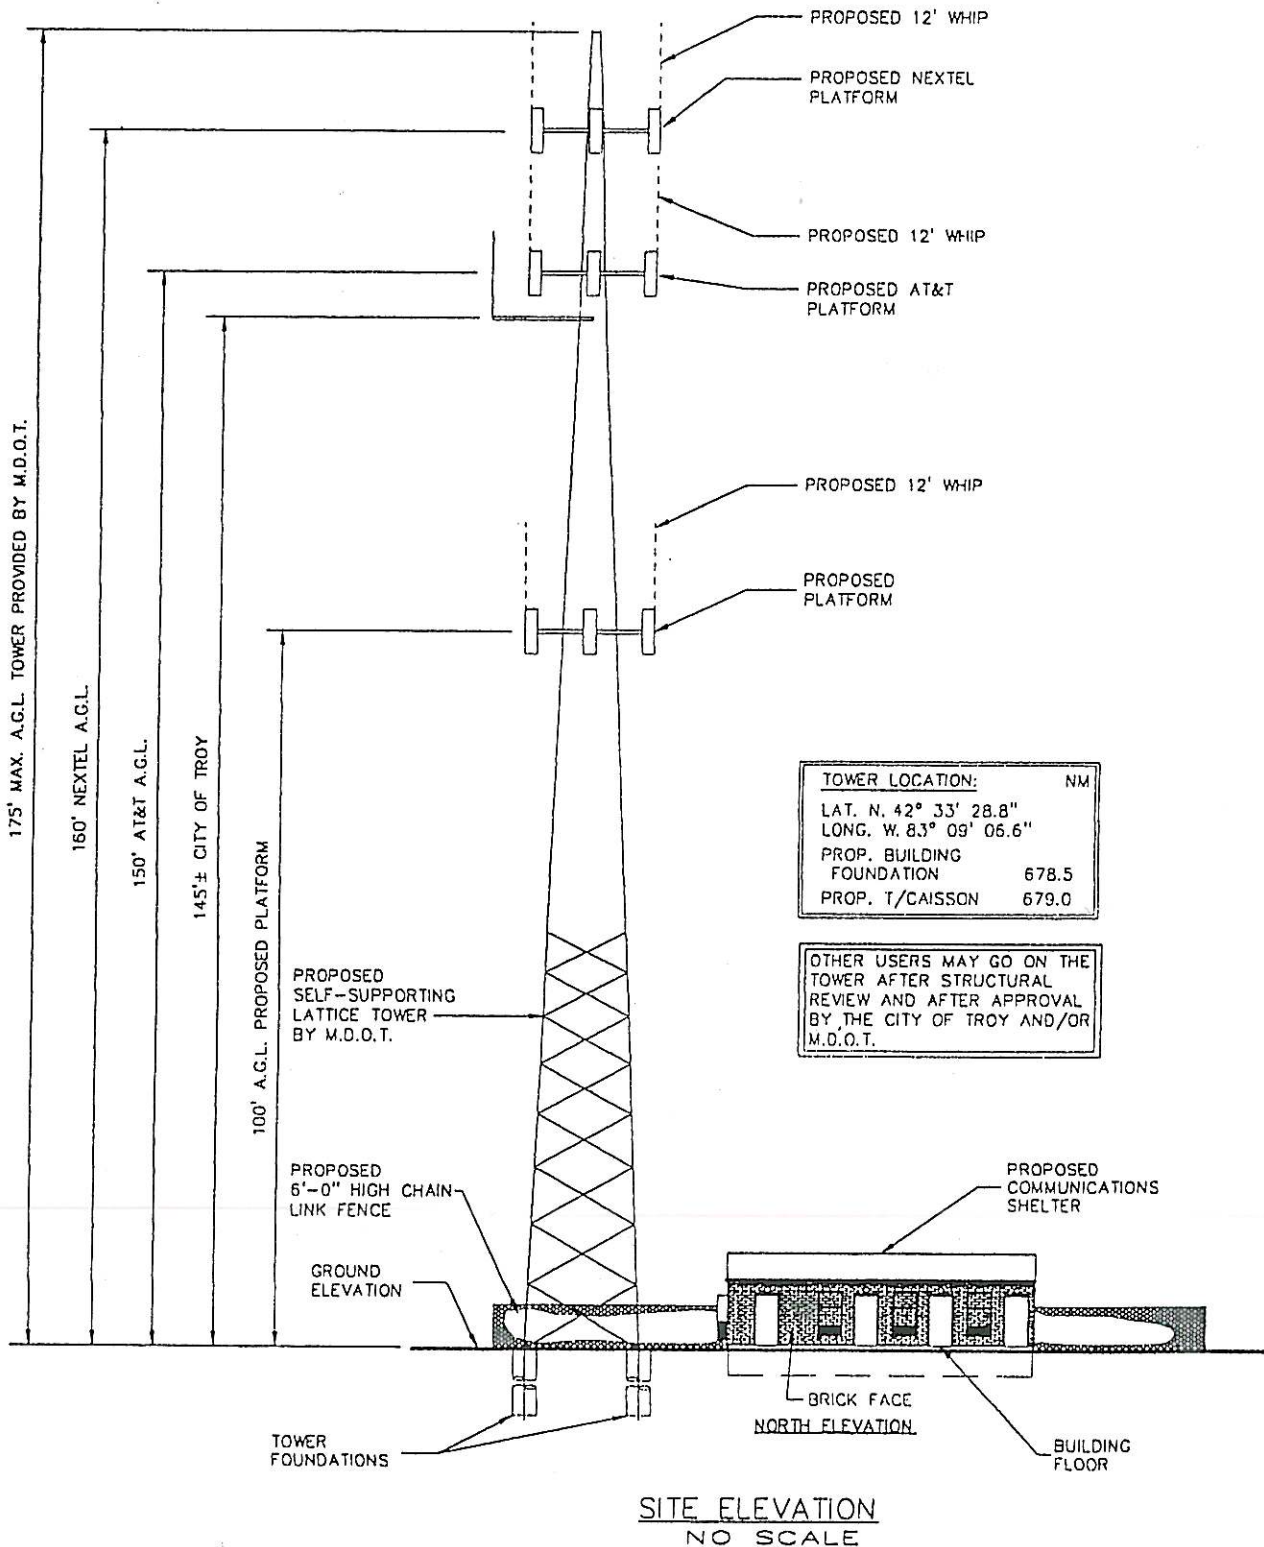 PROPOSED 12' WHIP
PROPOSED NEXTEL
PLATFORM
PROPOSED 12' WHIP
PROPOSED AT&T
PLATFORM
PROPOSED 12' WHIP
PROPOSED
PLATFORM
175' MAX. A.G.L. TOWER PROVIDED BY M.D.O.T.
160' NEXTEL A.G.L.
150' AT&T A.G.L.
145'± CITY OF TROY
100' A.G.L. PROPOSED PLATFORM
TOWER LOCATION: NM
LAT. N. 42° 33' 28.8"
LONG. W. 83° 09' 06.6"
PROP. BUILDING
FOUNDATION 678.5
PROP. T/CAISSON 679.0
OTHER USERS MAY GO ON THE
TOWER AFTER STRUCTURAL
REVIEW AND AFTER APPROVAL
BY THE CITY OF TROY AND/OR
M.D.O.T.
PROPOSED
SELF-SUPPORTING
LATTICE TOWER
BY M.D.O.T.
PROPOSED
6'-0" HIGH CHAIN
LINK FENCE
GROUND
ELEVATION
PROPOSED
COMMUNICATIONS
SHELTER
BRICK FACE
NORTH ELEVATION
TOWER
FOUNDATIONS
BUILDING
FLOOR
SITE ELEVATION
NO SCALE